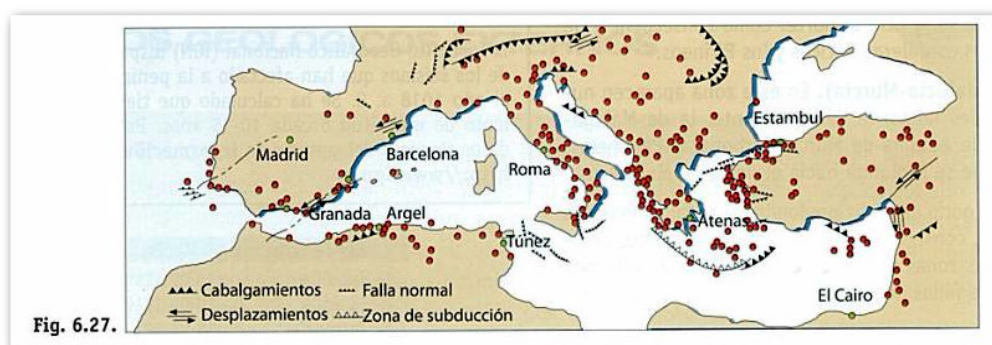 Madrid
Barcelona
Roma
Estambul
Granada
Argel
Túnez
Atenas
El Cairo
Cabalgamientos
Falla normal
Desplazamientos
Zona de subducción
Fig. 6.27.